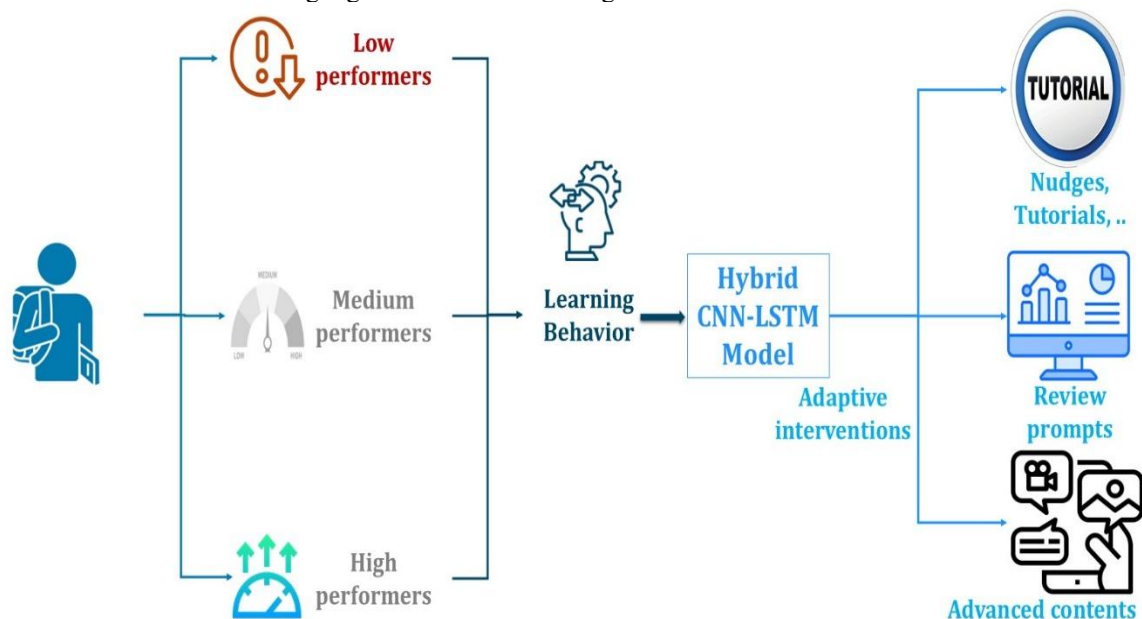 Low
performers
MEDIUM
LOW
HIGH
Medium
performers
High
performers
Learning
Behavior
Hybrid
CNN-LSTM
Model
Adaptive
interventions
TUTORIAL
Nudges,
Tutorials, ..
Review
prompts
Advanced contents